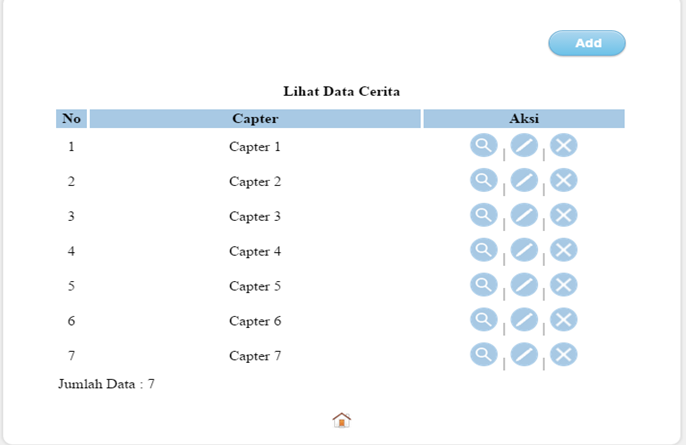 Add
Lihat Data Cerita
No Capter Aksi
1 Capter 1 | |
2 Capter 2 | |
3 Capter 3 | |
4 Capter 4 | |
5 Capter 5 | |
6 Capter 6 | |
7 Capter 7 | |
Jumlah Data : 7